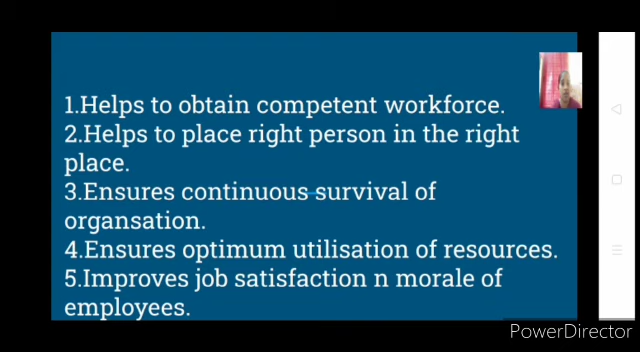 1.Helps to obtain competent workforce.
2.Helps to place right person in the right
place.
3.Ensures continuous survival of
organsation.
4.Ensures optimum utilisation of resources.
5.Improves job satisfaction n morale of
employees.
PowerDirector